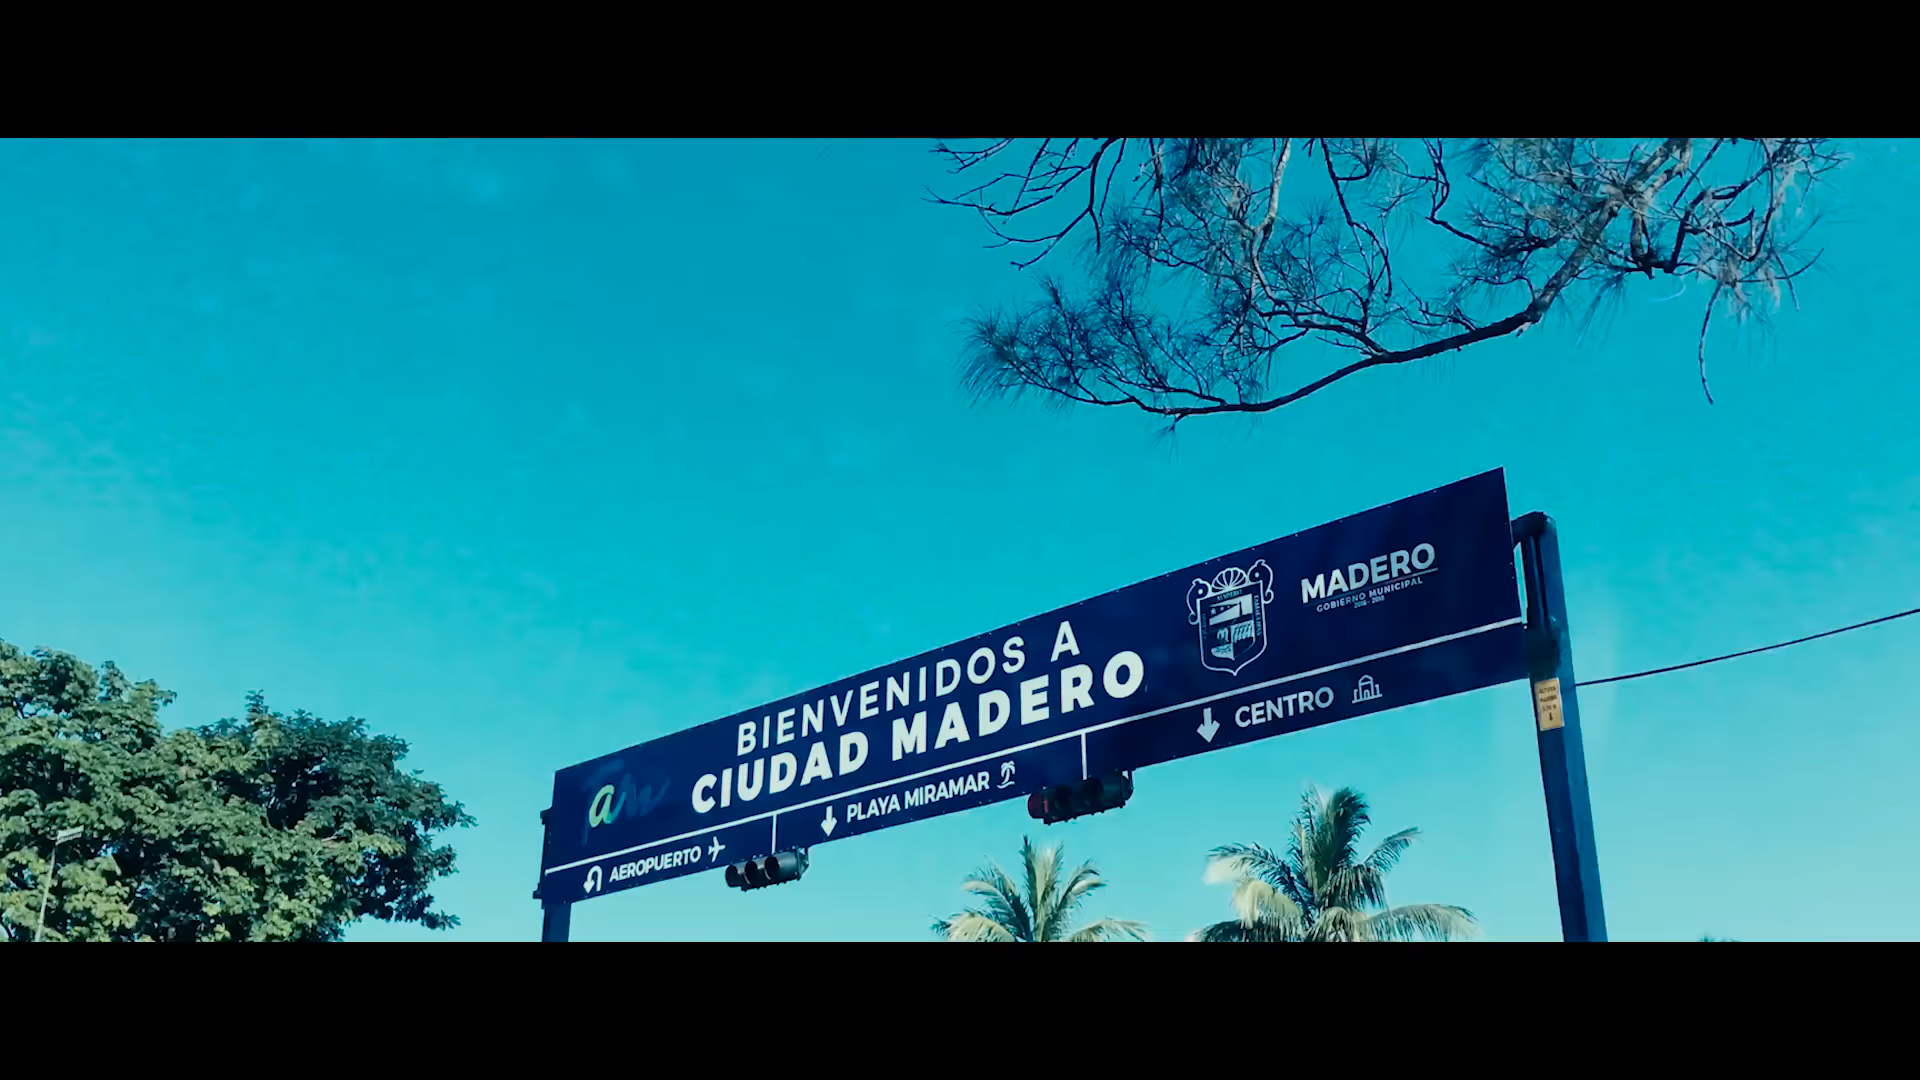 BIENVENIDOS A
CIUDAD MADERO
MADERO
GOBIERNO MUNICIPAL
AEROPUERTO
PLAYA MIRAMAR
CENTRO